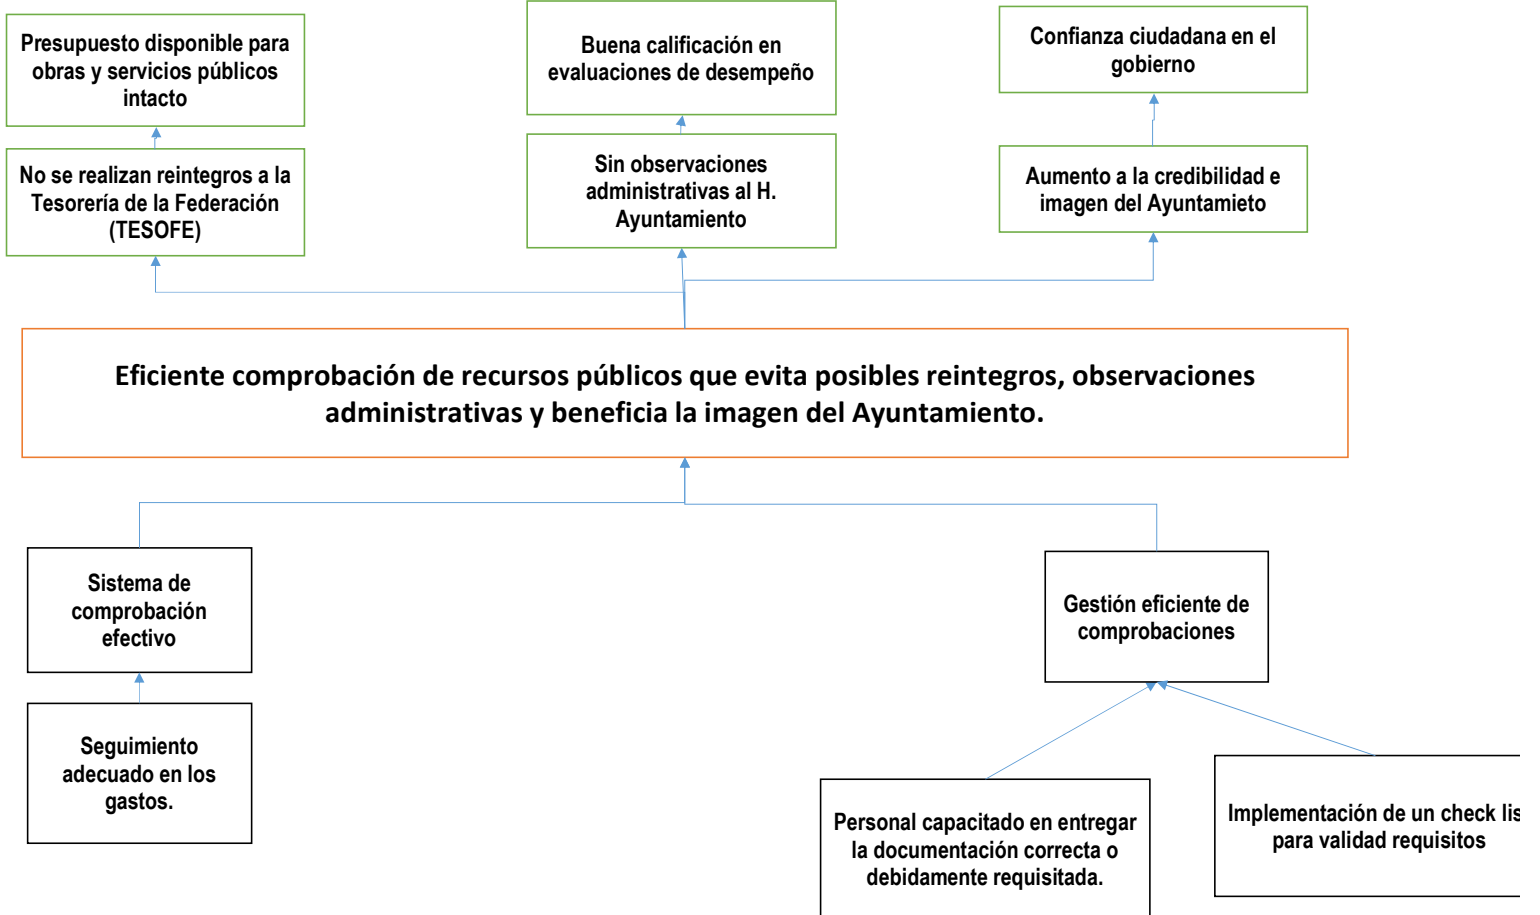 Presupuesto disponible para
obras y servicios públicos
intacto
Buena calificación en
evaluaciones de desempeño
Confianza ciudadana en el
gobierno
No se realizan reintegros a la
Tesorería de la Federación
(TESOFE)
Sin observaciones
administrativas al H.
Ayuntamiento
Aumento a la credibilidad e
imagen del Ayuntamieto
Eficiente comprobación de recursos públicos que evita posibles reintegros, observaciones
administrativas y beneficia la imagen del Ayuntamiento.
Sistema de
comprobación
efectivo
Gestión eficiente de
comprobaciones
Seguimiento
adecuado en los
gastos.
Personal capacitado en entregar
la documentación correcta o
debidamente requisitada.
Implementación de un check lis
para validad requisitos